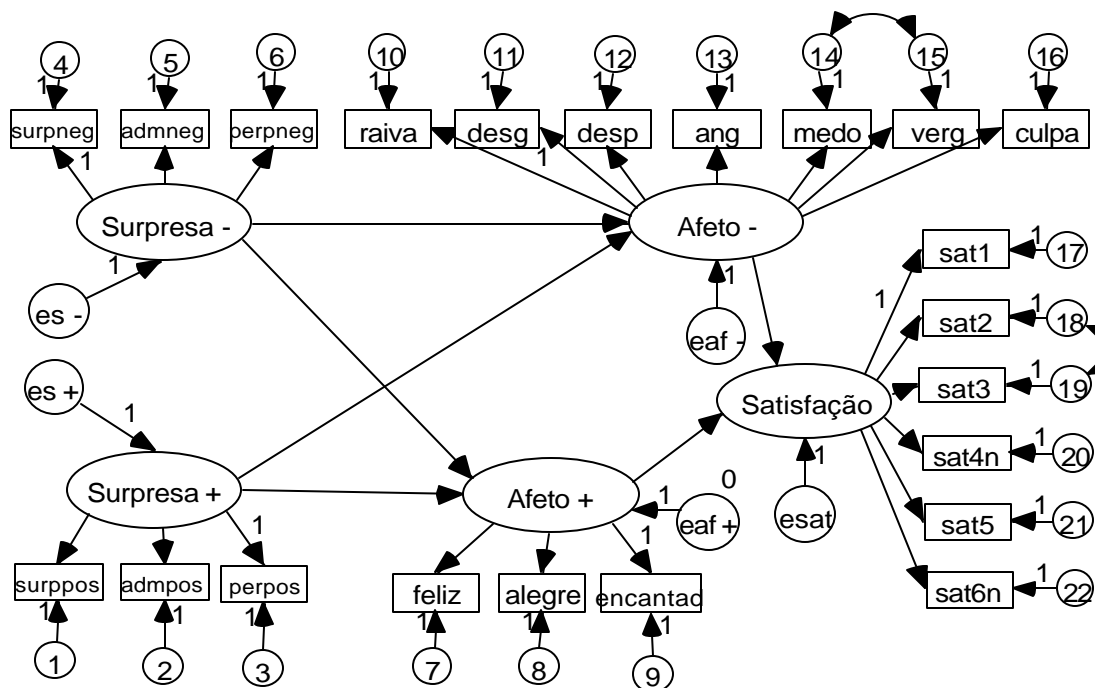 4 5 6 10 11 12 13 14 15 16
1 1 1 1 1 1 1 1 1 1
surpneg admneg perpneg raiva desg desp ang medo verg culpa
1 1
Surpresa - Afeto -
1 1
es - eaf -
sat1 1 17
1
sat2 1 18
sat3 1 19
es +
1
Satisfação
sat4n 1 20
1
Surpresa + Afeto + 0
1 eaf + esat
sat5 1 21
1 1
surppos admpos perpos feliz alegre encantad sat6n 1 22
1 1 1 1 1 1
1 2 3 7 8 9